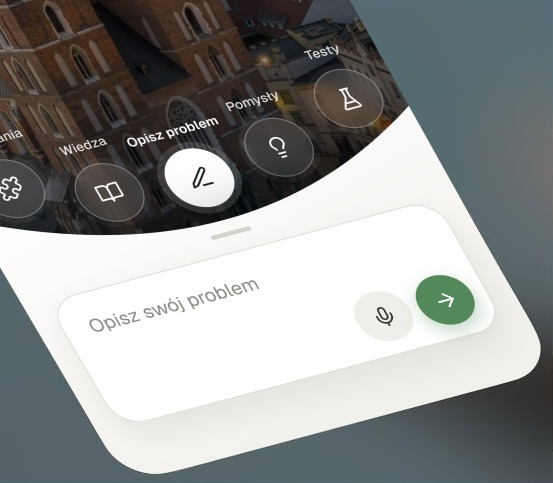 Testy
Pomysły
Opisz problem
Wiedza
Opisz swój problem